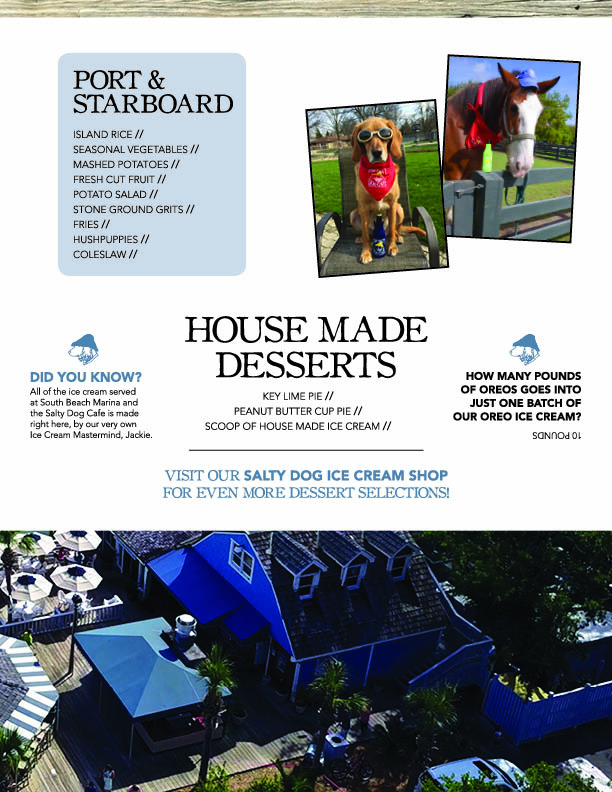 PORT &
STARBOARD
ISLAND RICE //
SEASONAL VEGETABLES //
MASHED POTATOES //
FRESH CUT FRUIT //
POTATO SALAD //
STONE GROUND GRITS //
FRIES //
HUSHPUPPIES //
COLESLAW //
HOUSE MADE
DESSERTS
KEY LIME PIE //
PEANUT BUTTER CUP PIE //
SCOOP OF HOUSE MADE ICE CREAM //
DID YOU KNOW?
All of the ice cream served
at South Beach Marina and
the Salty Dog Cafe is made
right here, by our very own
Ice Cream Mastermind, Jackie.
HOW MANY POUNDS
OF OREOS GOES INTO
JUST ONE BATCH OF
OUR OREO ICE CREAM?
10 POUNDS
VISIT OUR SALTY DOG ICE CREAM SHOP
FOR EVEN MORE DESSERT SELECTIONS!